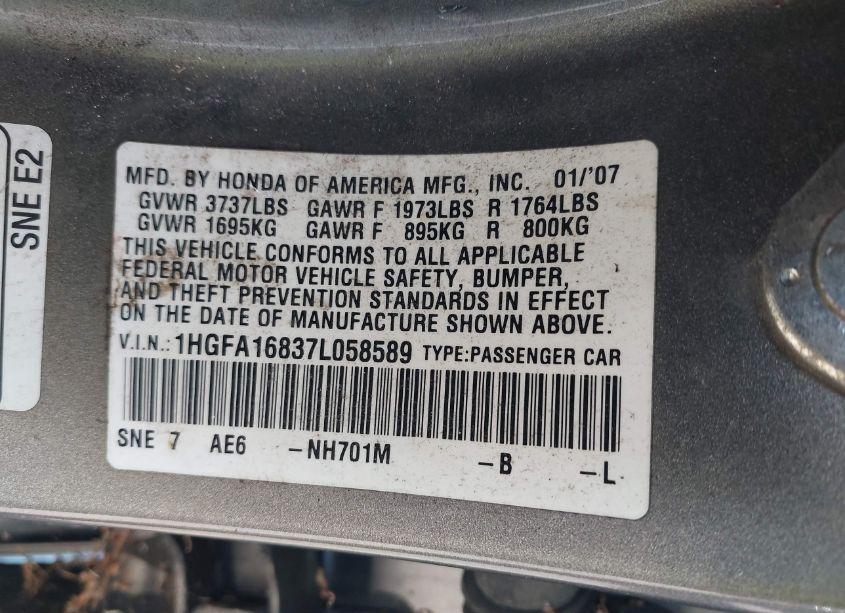 SNE E2
MFD. BY HONDA OF AMERICA MFG., INC. 01/'07
GVWR 3737LBS GAWR F 1973LBS R 1764LBS
GVWR 1695KG GAWR F 895KG R 800KG
THIS VEHICLE CONFORMS TO ALL APPLICABLE
FEDERAL MOTOR VEHICLE SAFETY, BUMPER,
AND THEFT PREVENTION STANDARDS IN EFFECT
ON THE DATE OF MANUFACTURE SHOWN ABOVE.
V.I.N.: 1HGFA16837L058589 TYPE:PASSENGER CAR
SNE 7 AE6 -NH701M -B -L